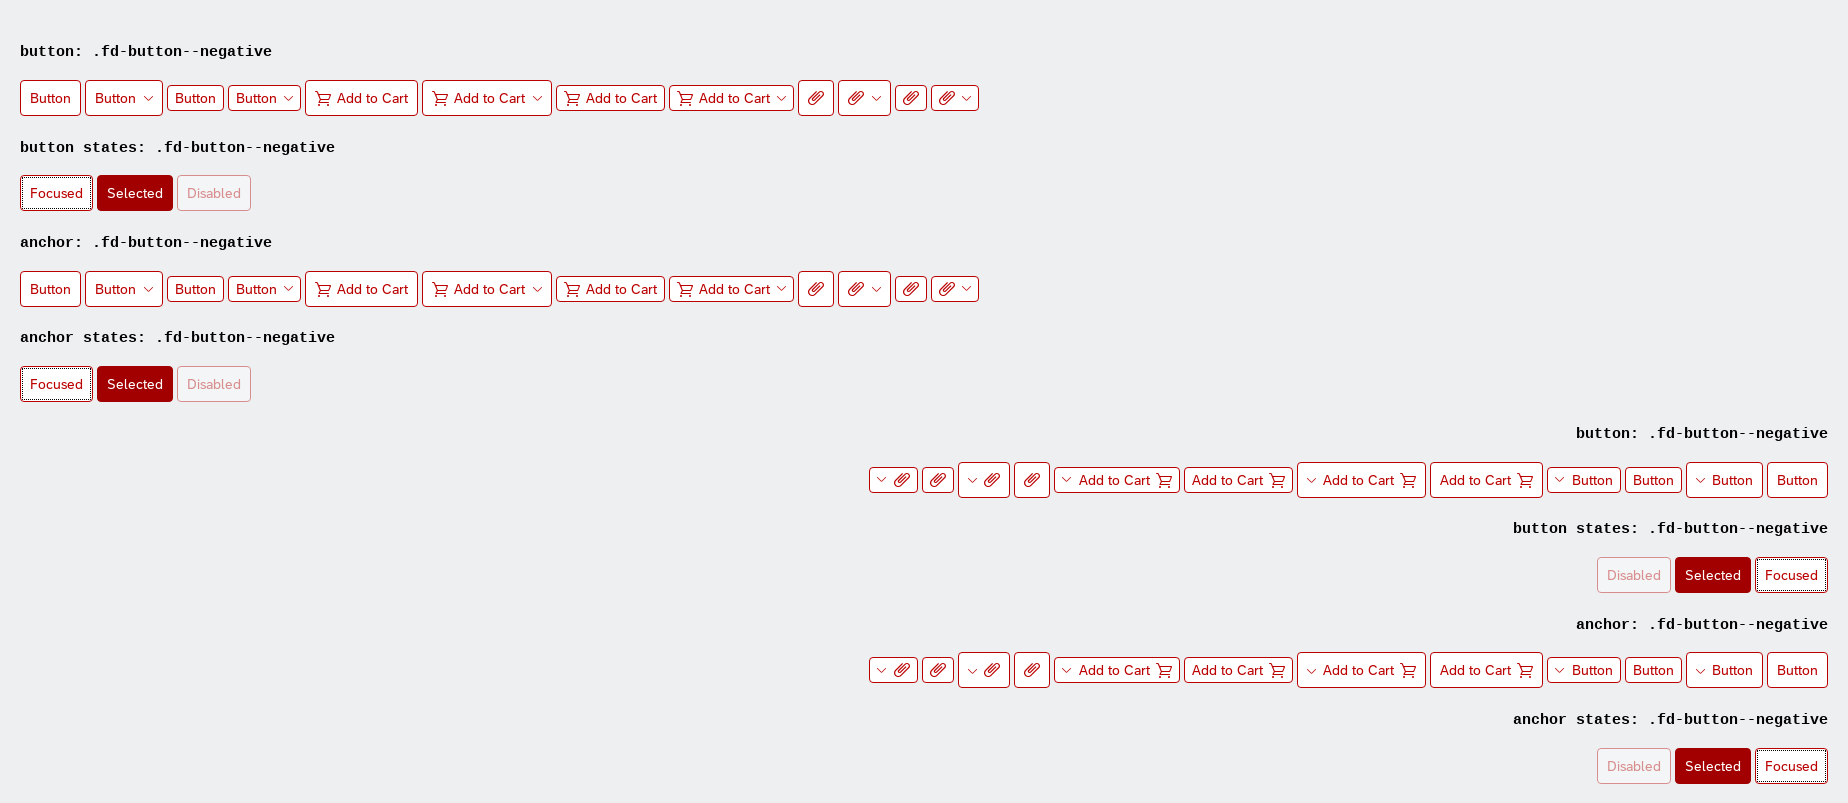 button: .fd-button--negative
Button Button Button Button Add to Cart Add to Cart Add to Cart Add to Cart
button states: .fd-button--negative
Focused Selected Disabled
anchor: .fd-button--negative
Button Button Button Button Add to Cart Add to Cart Add to Cart Add to Cart
anchor states: .fd-button--negative
Focused Selected Disabled
button: .fd-button--negative
Add to Cart Add to Cart Add to Cart Add to Cart Button Button Button Button
button states: .fd-button--negative
Disabled Selected Focused
anchor: .fd-button--negative
Add to Cart Add to Cart Add to Cart Add to Cart Button Button Button Button
anchor states: .fd-button--negative
Disabled Selected Focused